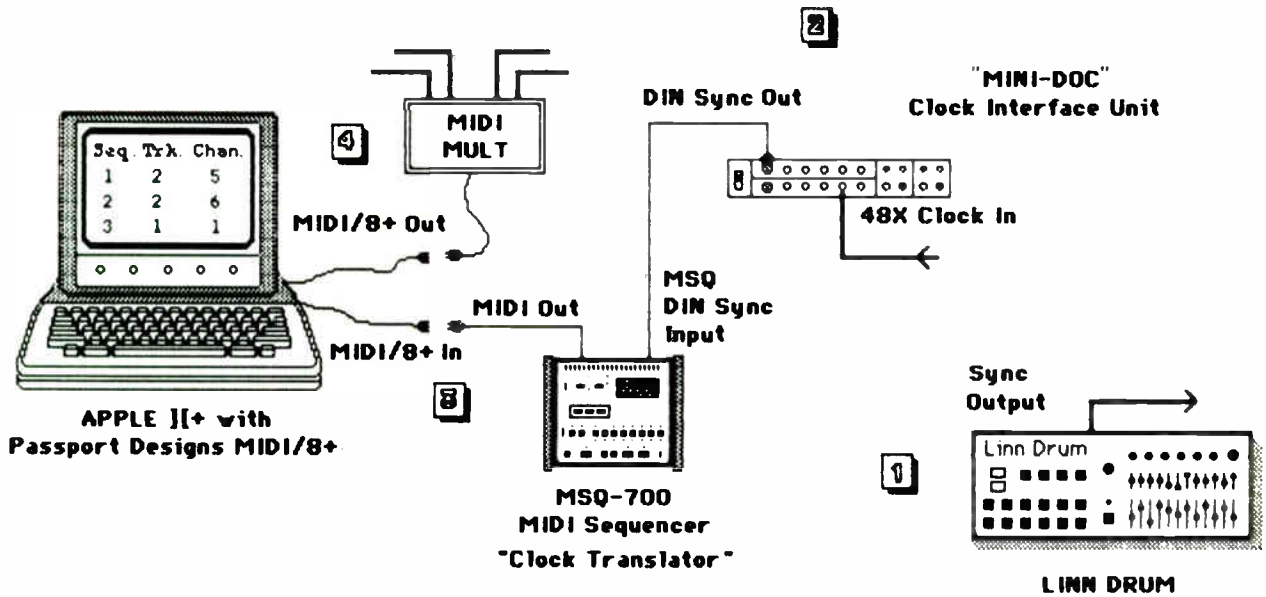 2
"MINI-DOC"
Clock Interface Unit
DIN Sync Out
48X Clock In
4
MIDI
MULT
Seq. Trk. Chan.
1 2 5
2 2 6
3 1 1
MIDI/8+ Out
MIDI Out
MIDI/8+ In
MSQ
DIN Sync
Input
3
APPLE ][+ with
Passport Designs MIDI/8+
MSQ-700
MIDI Sequencer
"Clock Translator"
1
Sync
Output
Linn Drum
LINN DRUM